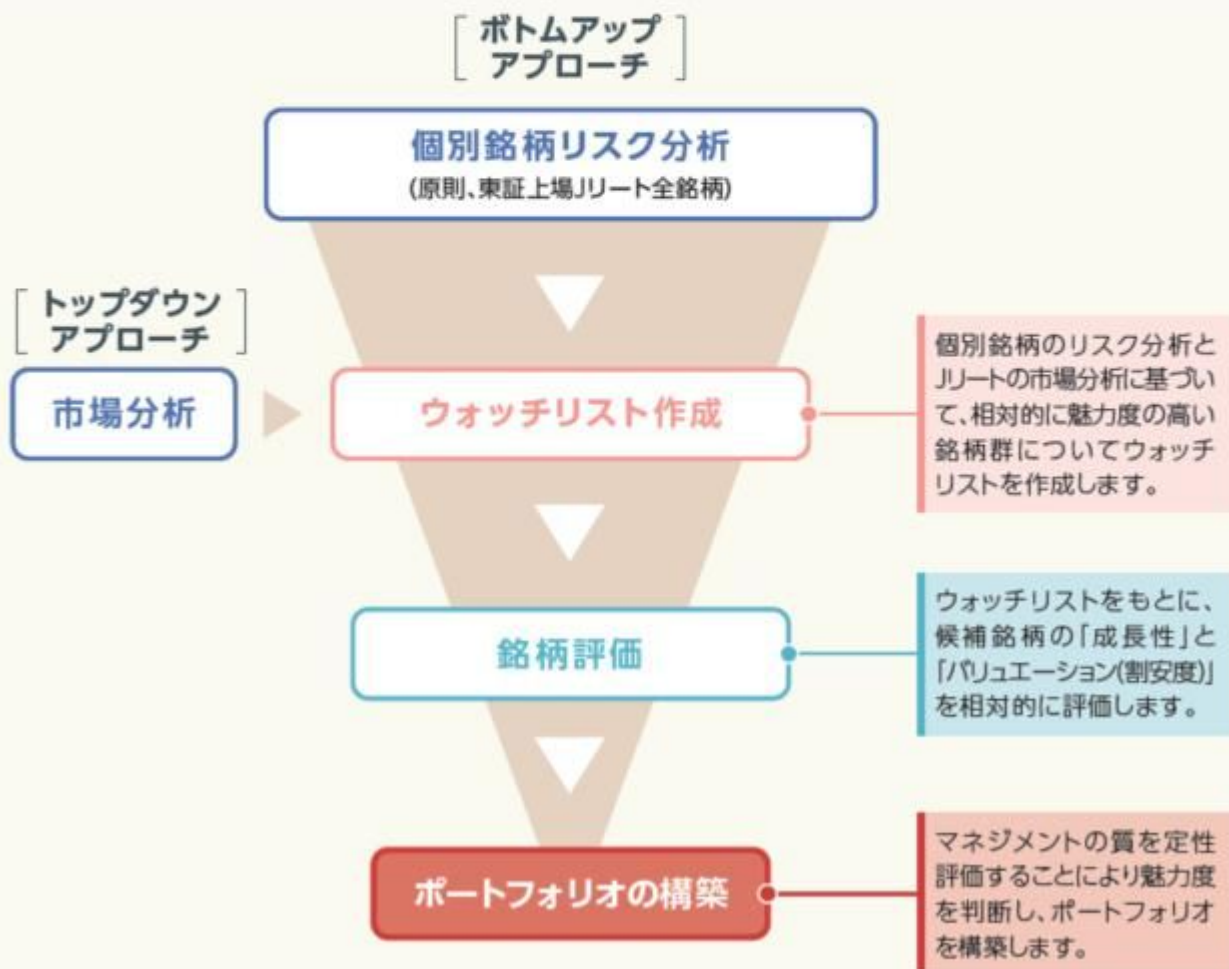 ボトムアップ
アプローチ
個別銘柄リスク分析
(原則、東証上場Jリート全銘柄)
トップダウン
アプローチ
市場分析
ウォッチリスト作成
個別銘柄のリスク分析と
Jリートの市場分析に基づい
て、相対的に魅力度の高い
銘柄群についてウォッチ
リストを作成します。
銘柄評価
ウォッチリストをもとに、
候補銘柄の「成長性」と
「バリュエーション(割安度)」
を相対的に評価します。
ポートフォリオの構築
マネジメントの質を定性
評価することにより魅力度
を判断し、ポートフォリオ
を構築します。